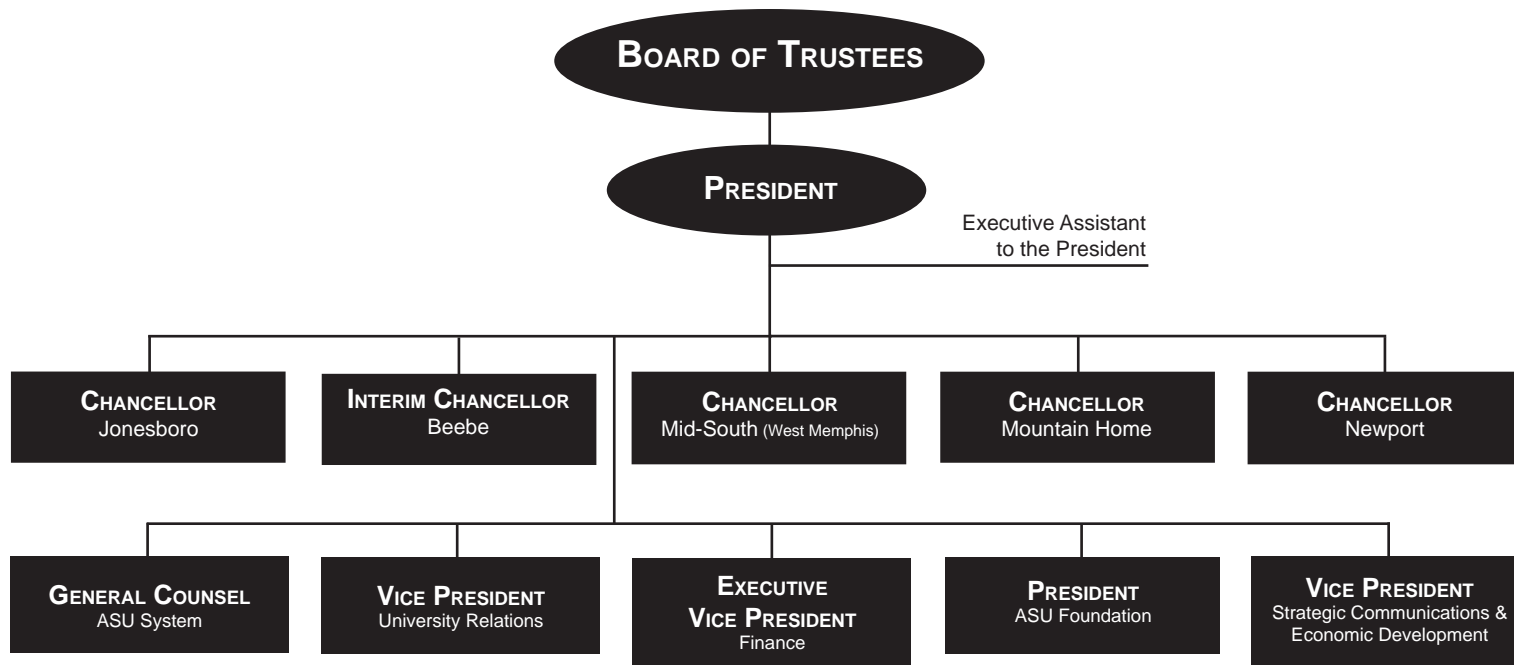 BOARD OF TRUSTEES
PRESIDENT
Executive Assistant
to the President
CHANCELLOR
Jonesboro
INTERIM CHANCELLOR
Beebe
CHANCELLOR
Mid-South (West Memphis)
CHANCELLOR
Mountain Home
CHANCELLOR
Newport
GENERAL COUNSEL
ASU System
VICE PRESIDENT
University Relations
EXECUTIVE
VICE PRESIDENT
Finance
PRESIDENT
ASU Foundation
VICE PRESIDENT
Strategic Communications &
Economic Development